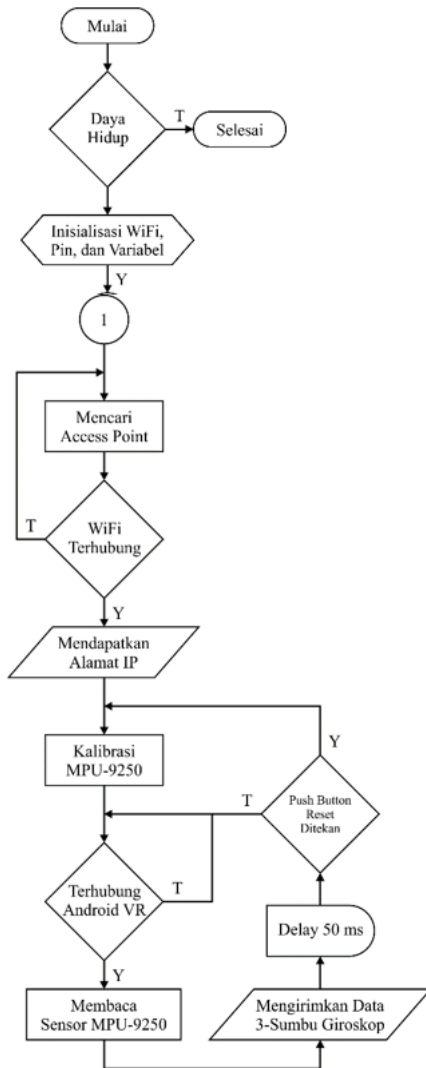 Mulai
Daya
Hidup
T
Selesai
Inisialisasi WiFi,
Pin, dan Variabel
Y
1
Mencari
Access Point
WiFi
Terhubung
T
Y
Mendapatkan
Alamat IP
Kalibrasi
MPU-9250
Terhubung
Android VR
T
Y
Membaca
Sensor MPU-9250
Mengirimkan Data
3-Sumbu Giroskop
Delay 50 ms
Push Button
Reset
Ditekan
T
Y